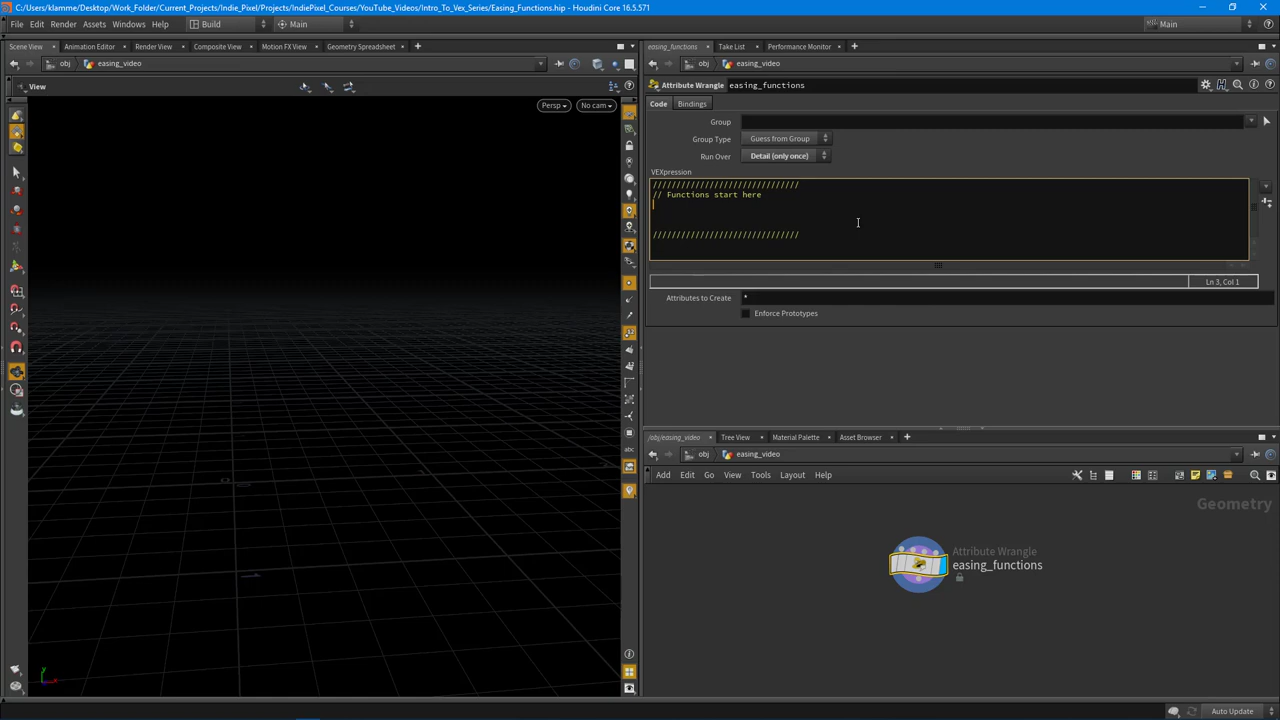 C:/Users/klamme/Desktop/Work_Folder/Current_Projects/Indie_Pixel/Projects/IndiePixel_Courses/YouTube_Videos/Intro_To_Vex_Series/Easing_Functions.hip - Houdini Core 16.5.571
File Edit Render Assets Windows Help Build Main Main
Scene View Animation Editor Render View Composite View Motion FX View Geometry Spreadsheet
obj easing_video
View
Persp No cam
abc
y
x
easing_functions Take List Performance Monitor
obj easing_video
Attribute Wrangle easing_functions
Code Bindings
Group
Group Type Guess from Group
Run Over Detail (only once)
VEXpression
///////////////////////////////
// Functions start here
///////////////////////////////
Ln 3, Col 1
Attributes to Create *
Enforce Prototypes
/obj/easing_video Tree View Material Palette Asset Browser
obj easing_video
Add Edit Go View Tools Layout Help
Geometry
Attribute Wrangle
easing_functions
Auto Update